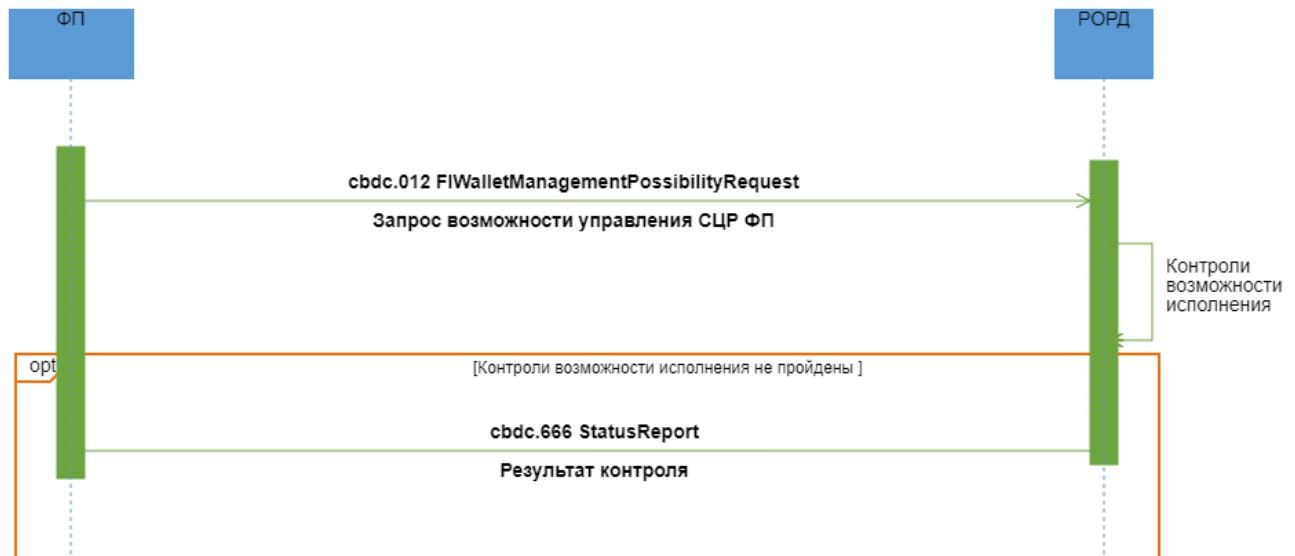 ФП
РОРД
cbdc.012 FIWalletManagementPossibilityRequest
Запрос возможности управления СЦР ФП
Контроли
возможности
исполнения
opt
[Контроли возможности исполнения не пройдены ]
cbdc.666 StatusReport
Результат контроля